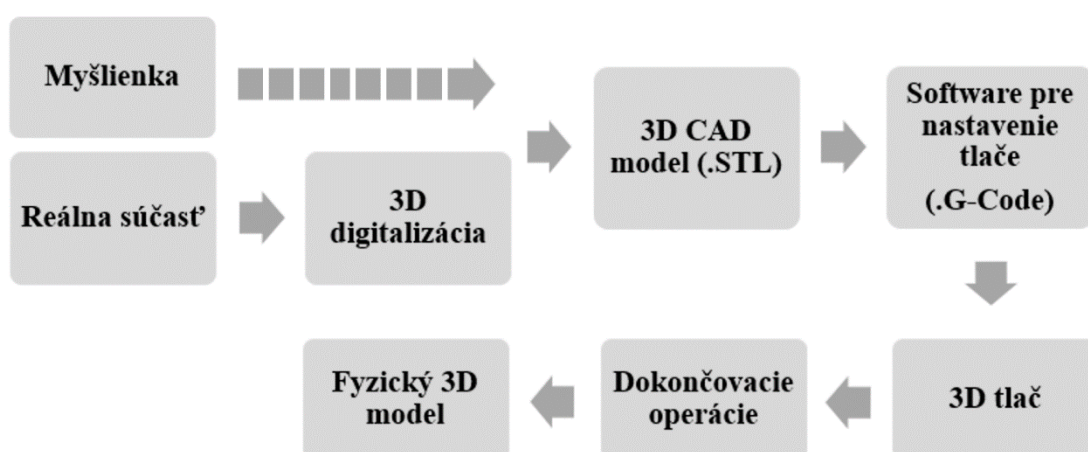 Myšlienka
Reálna súčasť
3D
digitalizácia
3D CAD
model (.STL)
Software pre
nastavenie
tlače
(.G-Code)
3D tlač
Dokončovacie
operácie
Fyzický 3D
model